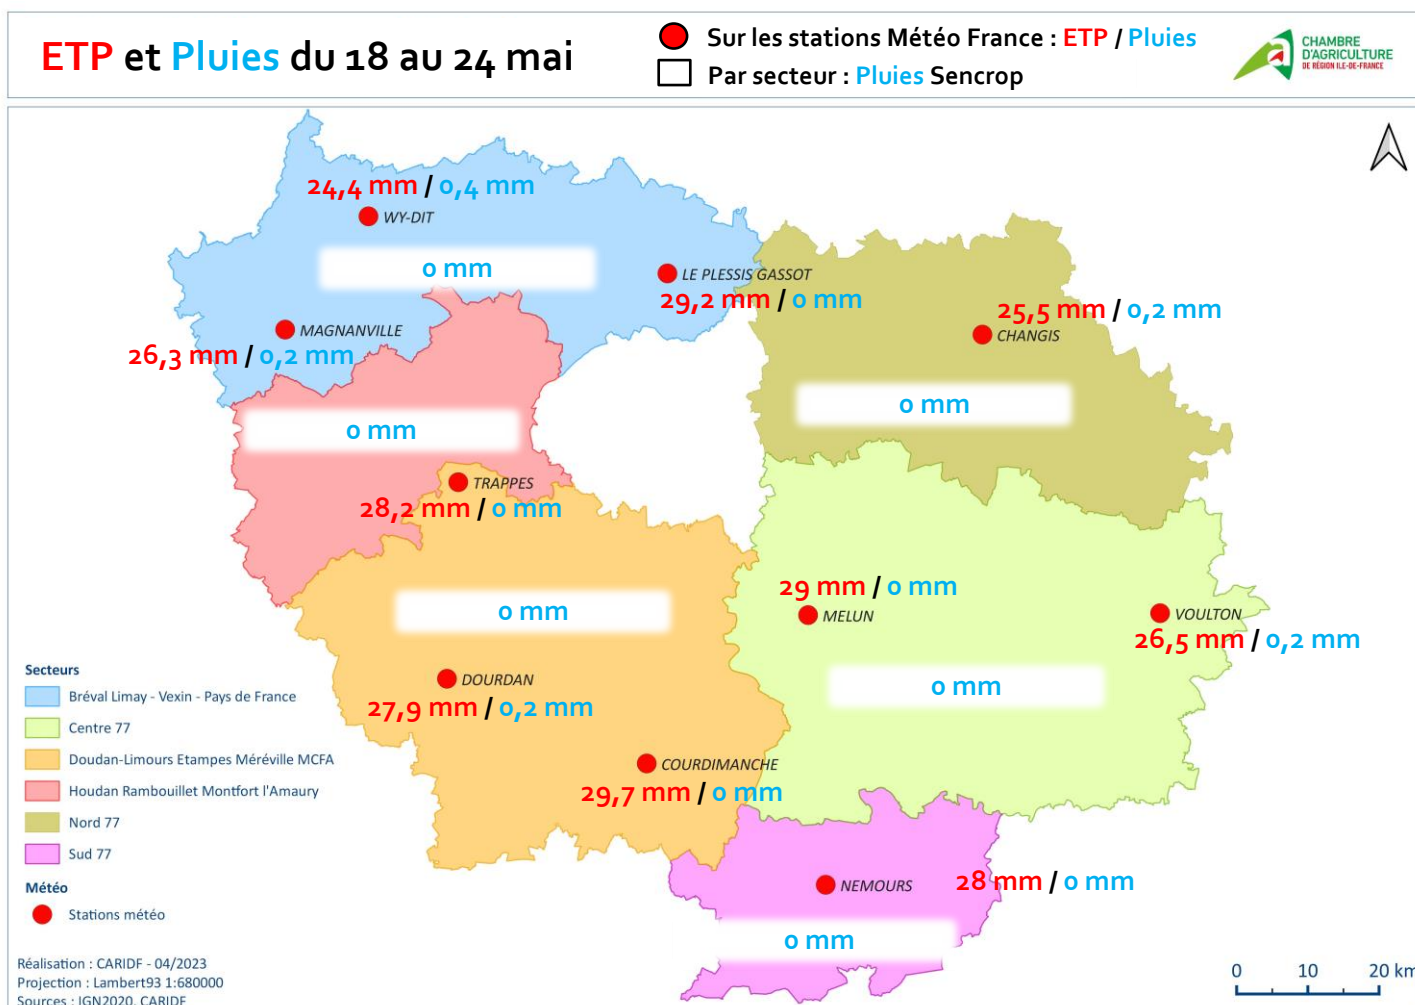 ETP et Pluies du 18 au 24 mai
Sur les stations Météo France : ETP / Pluies
Par secteur : Pluies Sencrop
CHAMBRE
D'AGRICULTURE
DE RÉGION ILE-DE-FRANCE
24,4 mm / 0,4 mm
WY-DIT
0 mm
LE PLESSIS GASSOT
29,2 mm / 0 mm
25,5 mm / 0,2 mm
CHANGIS
MAGNANVILLE
26,3 mm / 0,2 mm
0 mm
0 mm
TRAPPES
28,2 mm / 0 mm
0 mm
29 mm / 0 mm
MELUN
VOULTON
26,5 mm / 0,2 mm
0 mm
DOURDAN
27,9 mm / 0,2 mm
COURDIMANCHE
29,7 mm / 0 mm
NEMOURS
28 mm / 0 mm
0 mm
Secteurs
Bréval Limay - Vexin - Pays de France
Centre 77
Doudan-Limours Etampes Méréville MCFA
Houdan Rambouillet Montfort l'Amaury
Nord 77
Sud 77
Météo
Stations météo
Réalisation : CARIDF - 04/2023
Projection : Lambert93 1:680000
Sources : IGN2020, CARIDF
0 10 20 km